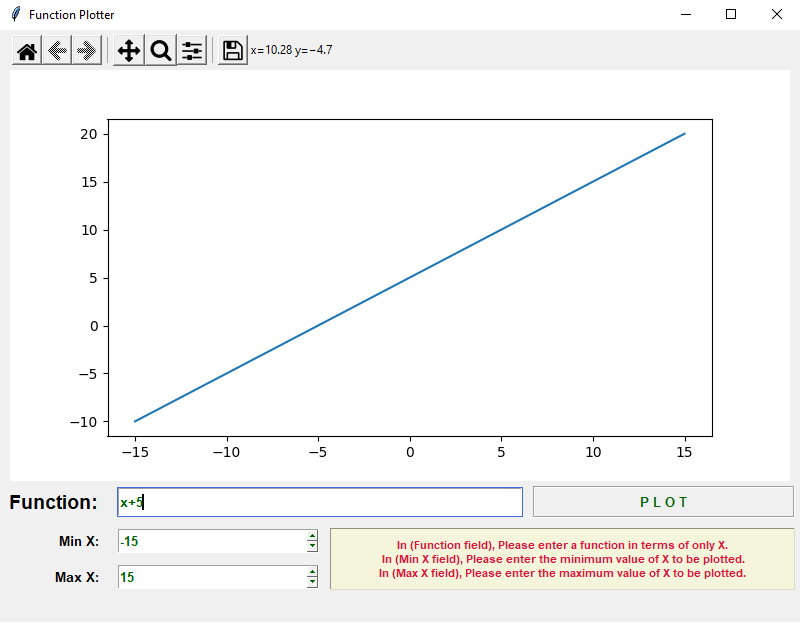 Function Plotter
x=10.28 y=−4.7
20
15
10
5
0
−5
−10
−15 −10 −5 0 5 10 15
Function: x+5 PLOT
Min X: -15
Max X: 15
In (Function field), Please enter a function in terms of only X.
In (Min X field), Please enter the minimum value of X to be plotted.
In (Max X field), Please enter the maximum value of X to be plotted.